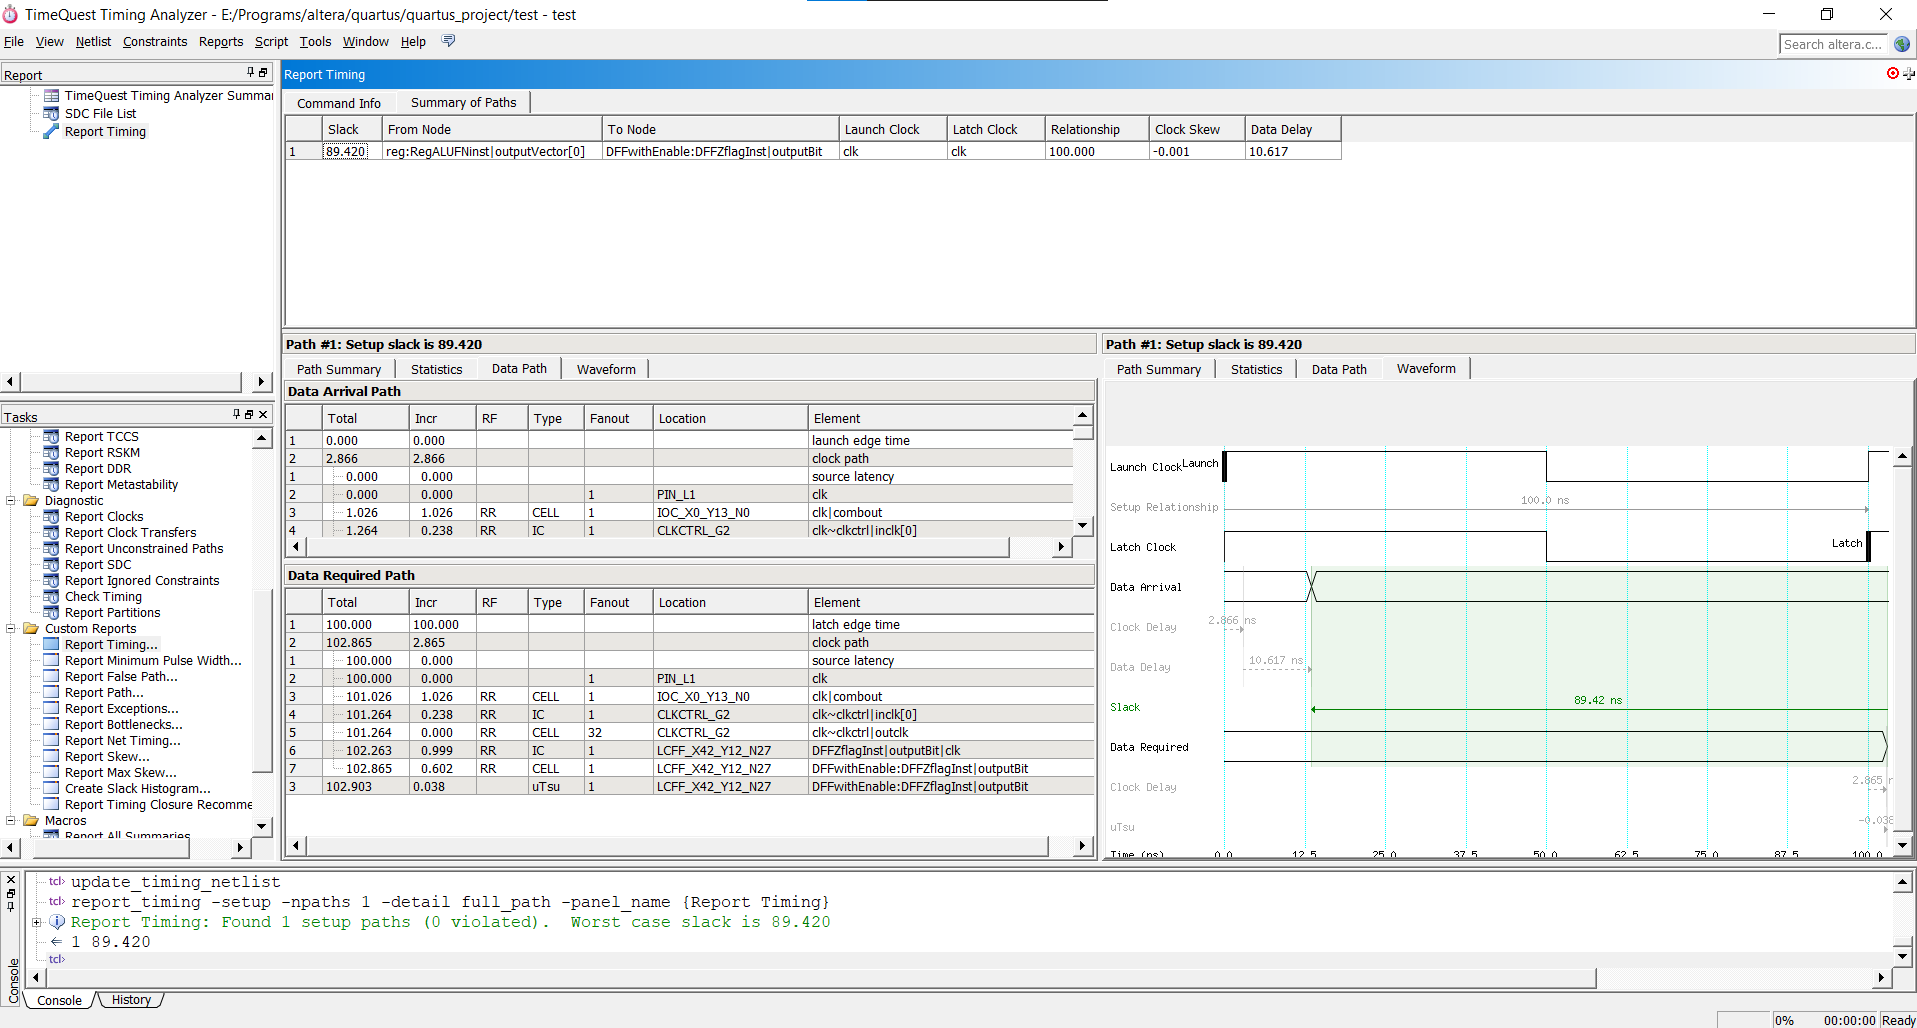 TimeQuest Timing Analyzer - E:/Programs/altera/quartus/quartus_project/test - test
File View Netlist Constraints Reports Script Tools Window Help
Search altera.c...
Report
TimeQuest Timing Analyzer Summar
SDC File List
Report Timing
Report Timing
Command Info Summary of Paths
Slack From Node To Node Launch Clock Latch Clock Relationship Clock Skew Data Delay
1 89.420 reg:RegALUFNinst|outputVector[0] DFFwithEnable:DFFZflagInst|outputBit clk clk 100.000 -0.001 10.617
Tasks
Report TCCS
Report RSKM
Report DDR
Report Metastability
Diagnostic
Report Clocks
Report Clock Transfers
Report Unconstrained Paths
Report SDC
Report Ignored Constraints
Check Timing
Report Partitions
Custom Reports
Report Timing...
Report Minimum Pulse Width...
Report False Path...
Report Path...
Report Exceptions...
Report Bottlenecks...
Report Net Timing...
Report Skew...
Report Max Skew...
Create Slack Histogram...
Report Timing Closure Recomme
Macros
Report All Summaries
Path #1: Setup slack is 89.420
Path Summary Statistics Data Path Waveform
Data Arrival Path
Total Incr RF Type Fanout Location Element
1 0.000 0.000 launch edge time
2 2.866 2.866 clock path
1 0.000 0.000 source latency
2 0.000 0.000 1 PIN_L1 clk
3 1.026 1.026 RR CELL 1 IOC_X0_Y13_N0 clk|combout
4 1.264 0.238 RR IC 1 CLKCTRL_G2 clk~clkctrl|inclk[0]
Data Required Path
Total Incr RF Type Fanout Location Element
1 100.000 100.000 latch edge time
2 102.865 2.865 clock path
1 100.000 0.000 source latency
2 100.000 0.000 1 PIN_L1 clk
3 101.026 1.026 RR CELL 1 IOC_X0_Y13_N0 clk|combout
4 101.264 0.238 RR IC 1 CLKCTRL_G2 clk~clkctrl|inclk[0]
5 101.264 0.000 RR CELL 32 CLKCTRL_G2 clk~clkctrl|outclk
6 102.263 0.999 RR IC 1 LCFF_X42_Y12_N27 DFFZflagInst|outputBit|clk
7 102.865 0.602 RR CELL 1 LCFF_X42_Y12_N27 DFFwithEnable:DFFZflagInst|outputBit
3 102.903 0.038 uTsu 1 LCFF_X42_Y12_N27 DFFwithEnable:DFFZflagInst|outputBit
Path #1: Setup slack is 89.420
Path Summary Statistics Data Path Waveform
Launch Clock Launch
Setup Relationship 100.0 ns
Latch Clock Latch
Data Arrival
Clock Delay 2.866 ns
Data Delay 10.617 ns
Slack 89.42 ns
Data Required
Clock Delay 2.865 n
uTsu -0.038
Time (ns) 0.0 12.5 25.0 37.5 50.0 62.5 75.0 87.5 100.0
Console
tcl> update_timing_netlist
tcl> report_timing -setup -npaths 1 -detail full_path -panel_name {Report Timing}
Report Timing: Found 1 setup paths (0 violated). Worst case slack is 89.420
1 89.420
tcl>
Console History
0% 00:00:00 Ready